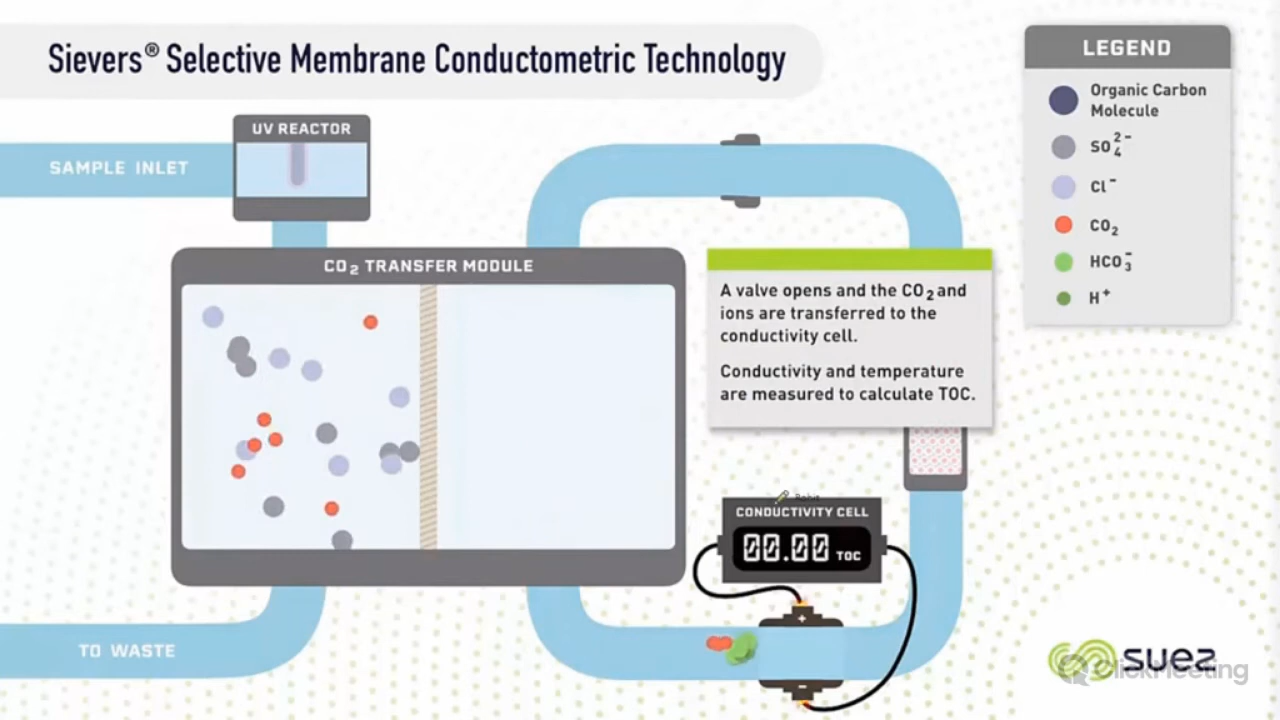 Sievers® Selective Membrane Conductometric Technology
LEGEND
Organic Carbon
Molecule
SO₄²⁻
Cl⁻
CO₂
HCO₃⁻
H⁺
UV REACTOR
SAMPLE INLET
CO₂ TRANSFER MODULE
A valve opens and the CO₂ and
ions are transferred to the
conductivity cell.
Conductivity and temperature
are measured to calculate TOC.
CONDUCTIVITY CELL
00.00 TOC
+
-
TO WASTE
suez
ClickMeeting